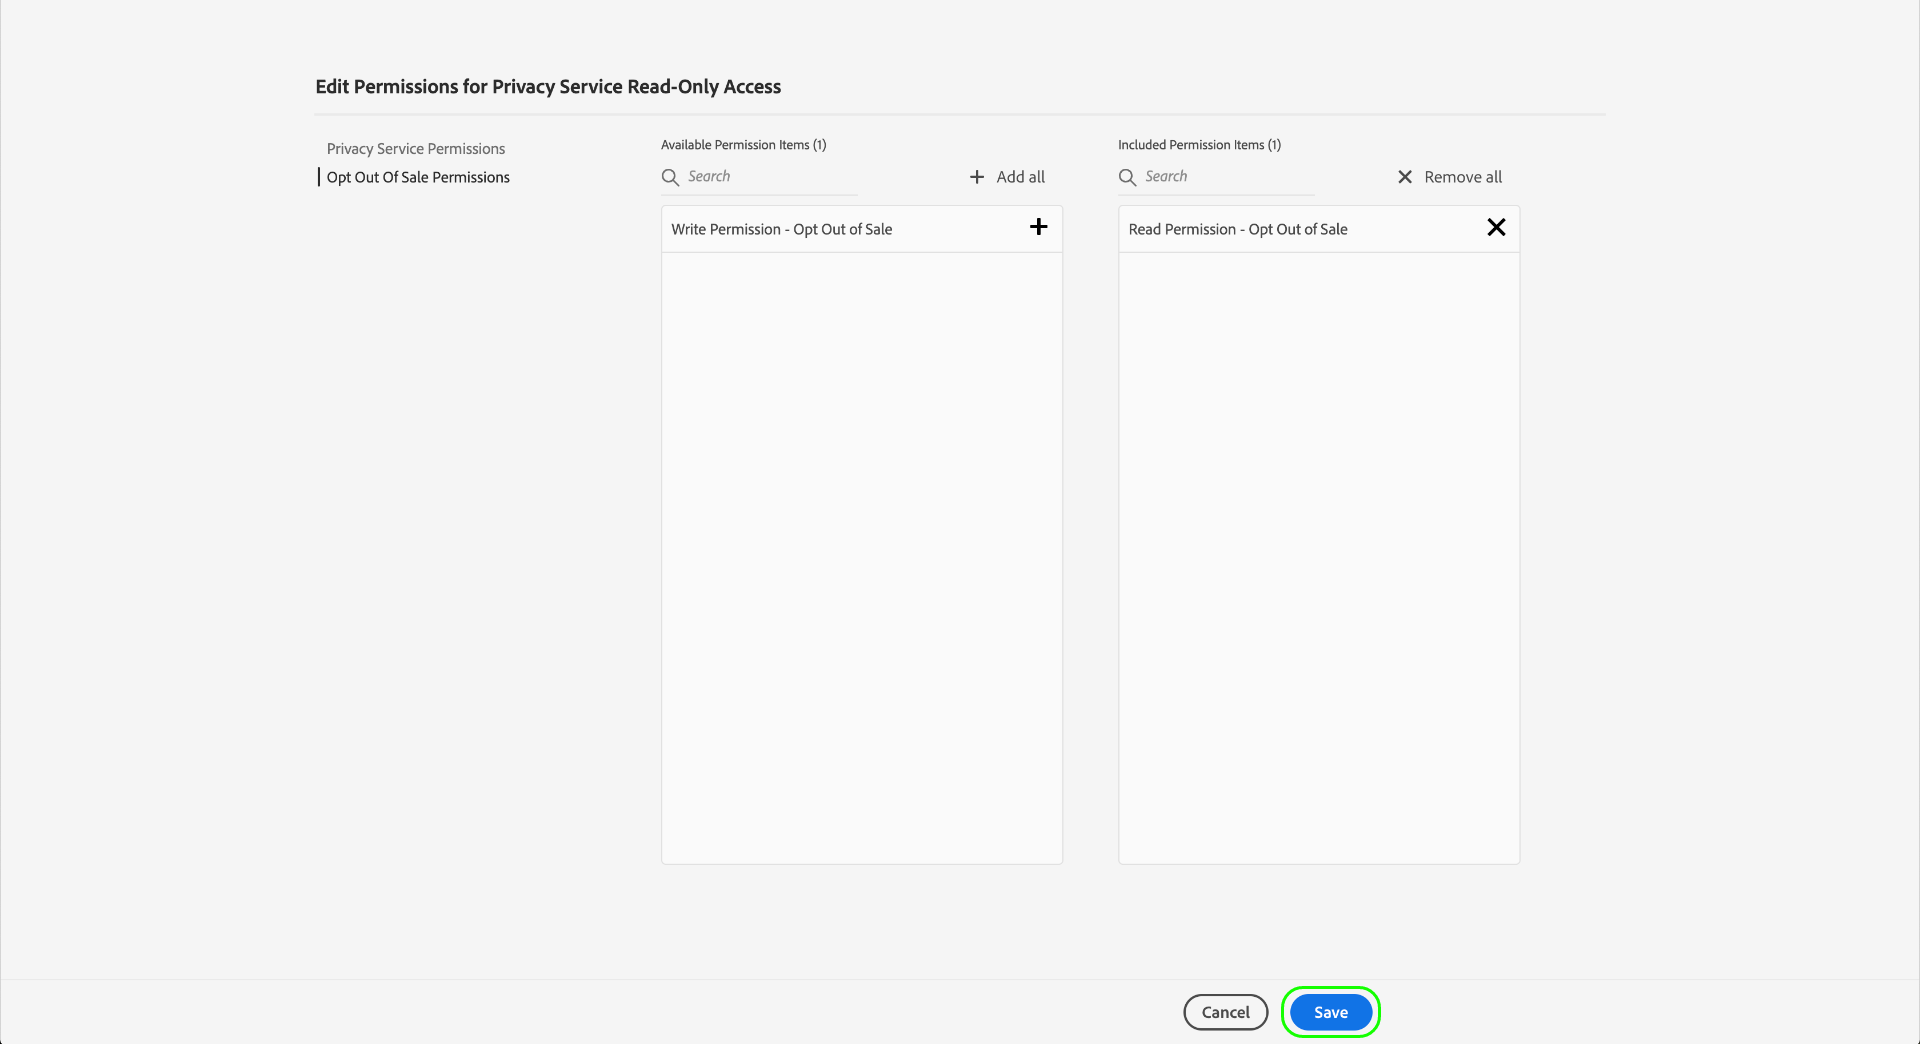 Edit Permissions for Privacy Service Read-Only Access
Privacy Service Permissions
Opt Out Of Sale Permissions
Available Permission Items (1)
Search
Add all
Write Permission - Opt Out of Sale
Included Permission Items (1)
Search
Remove all
Read Permission - Opt Out of Sale
Cancel
Save